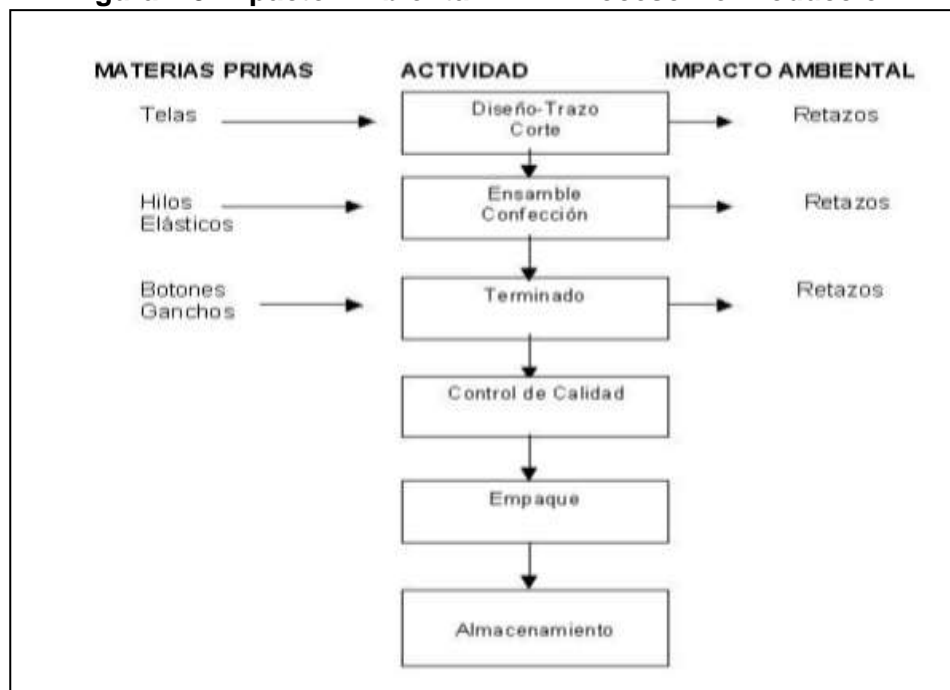 MATERIAS PRIMAS ACTIVIDAD IMPACTO AMBIENTAL
Telas
Diseño-Trazo
Corte
Retazos
Hilos
Elásticos
Ensamble
Confección
Retazos
Botones
Ganchos
Terminado
Retazos
Control de Calidad
Empaque
Almacenamiento